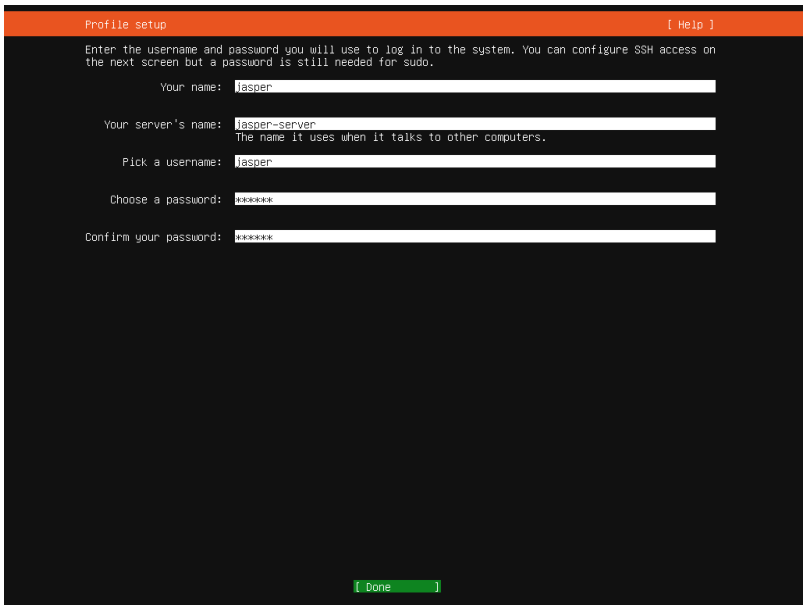 Profile setup [ Help ]
Enter the username and password you will use to log in to the system. You can configure SSH access on
the next screen but a password is still needed for sudo.
Your name: jasper
Your server's name: jasper-server
The name it uses when it talks to other computers.
Pick a username: jasper
Choose a password: ******
Confirm your password: ******
[ Done ]